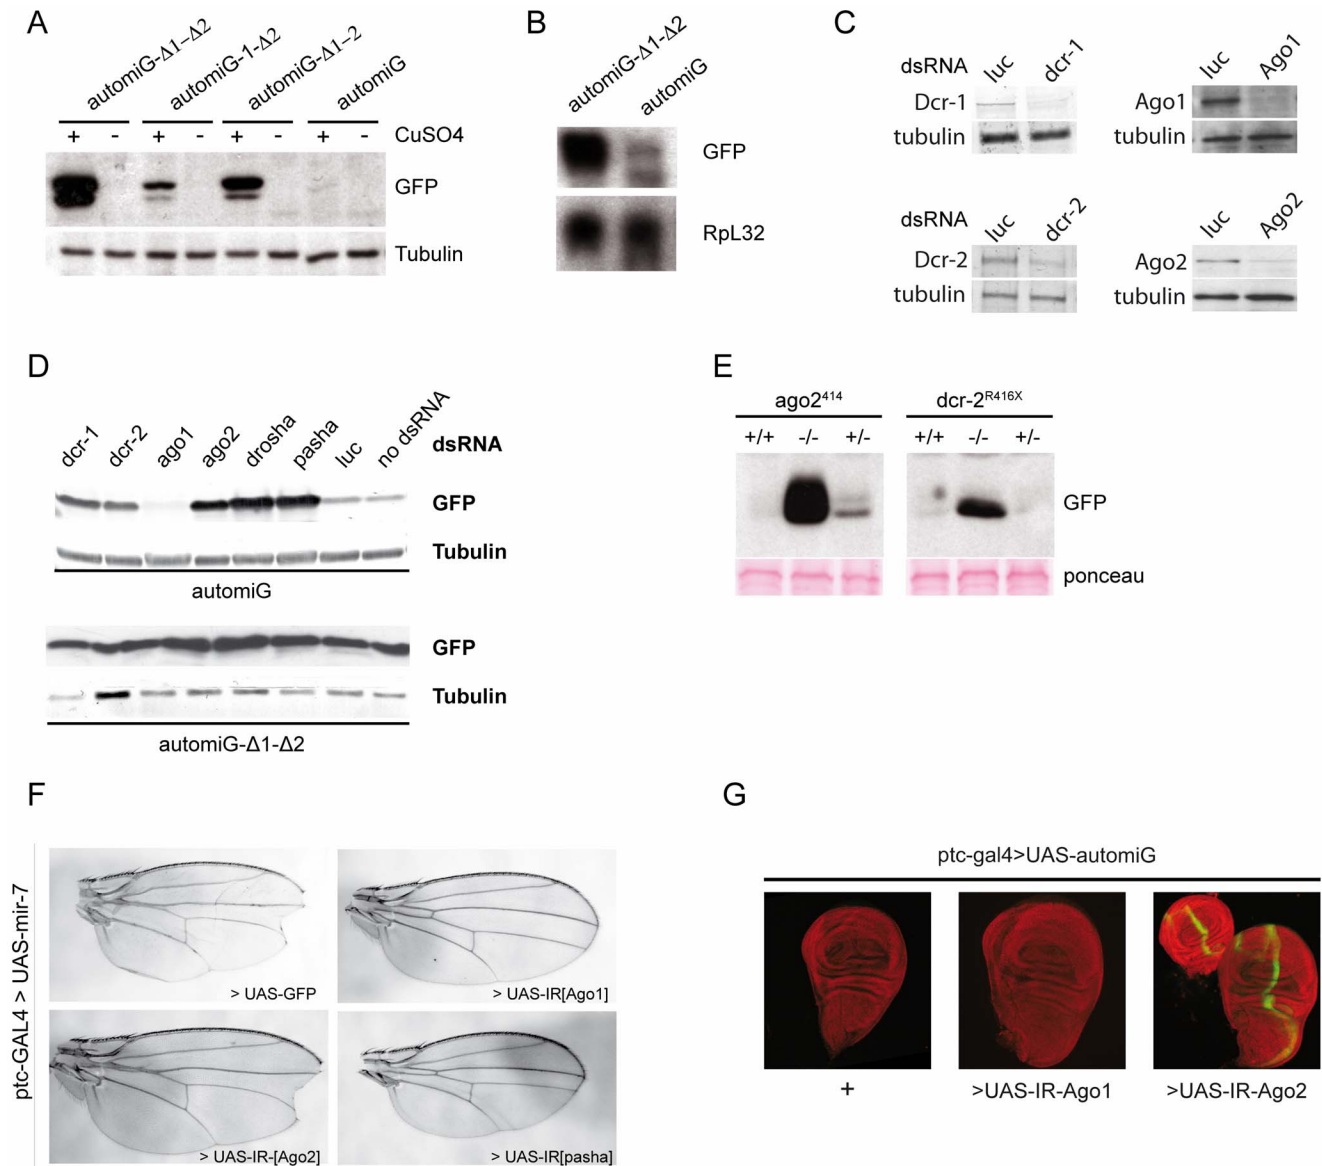 A
automiG-Δ1-Δ2
automiG-1-Δ2
automiG-Δ1-2
automiG
+ - + - + - + - CuSO4
GFP
Tubulin
B
automiG-Δ1-Δ2
automiG
GFP
RpL32
C
dsRNA luc dcr-1
Dcr-1
tubulin
luc Ago1
Ago1
tubulin
dsRNA luc dcr-2
Dcr-2
tubulin
luc Ago2
Ago2
tubulin
D
dcr-1 dcr-2 ago1 ago2 drosha pasha luc no dsRNA dsRNA
GFP
Tubulin
automiG
GFP
Tubulin
automiG-Δ1-Δ2
E
ago2414 dcr-2R416X
+/+ -/- +/- +/+ -/- +/-
GFP
ponceau
F
ptc-GAL4 > UAS-mir-7
> UAS-GFP
> UAS-IR[Ago1]
> UAS-IR-[Ago2]
> UAS-IR[pasha]
G
ptc-gal4>UAS-automiG
+ >UAS-IR-Ago1 >UAS-IR-Ago2